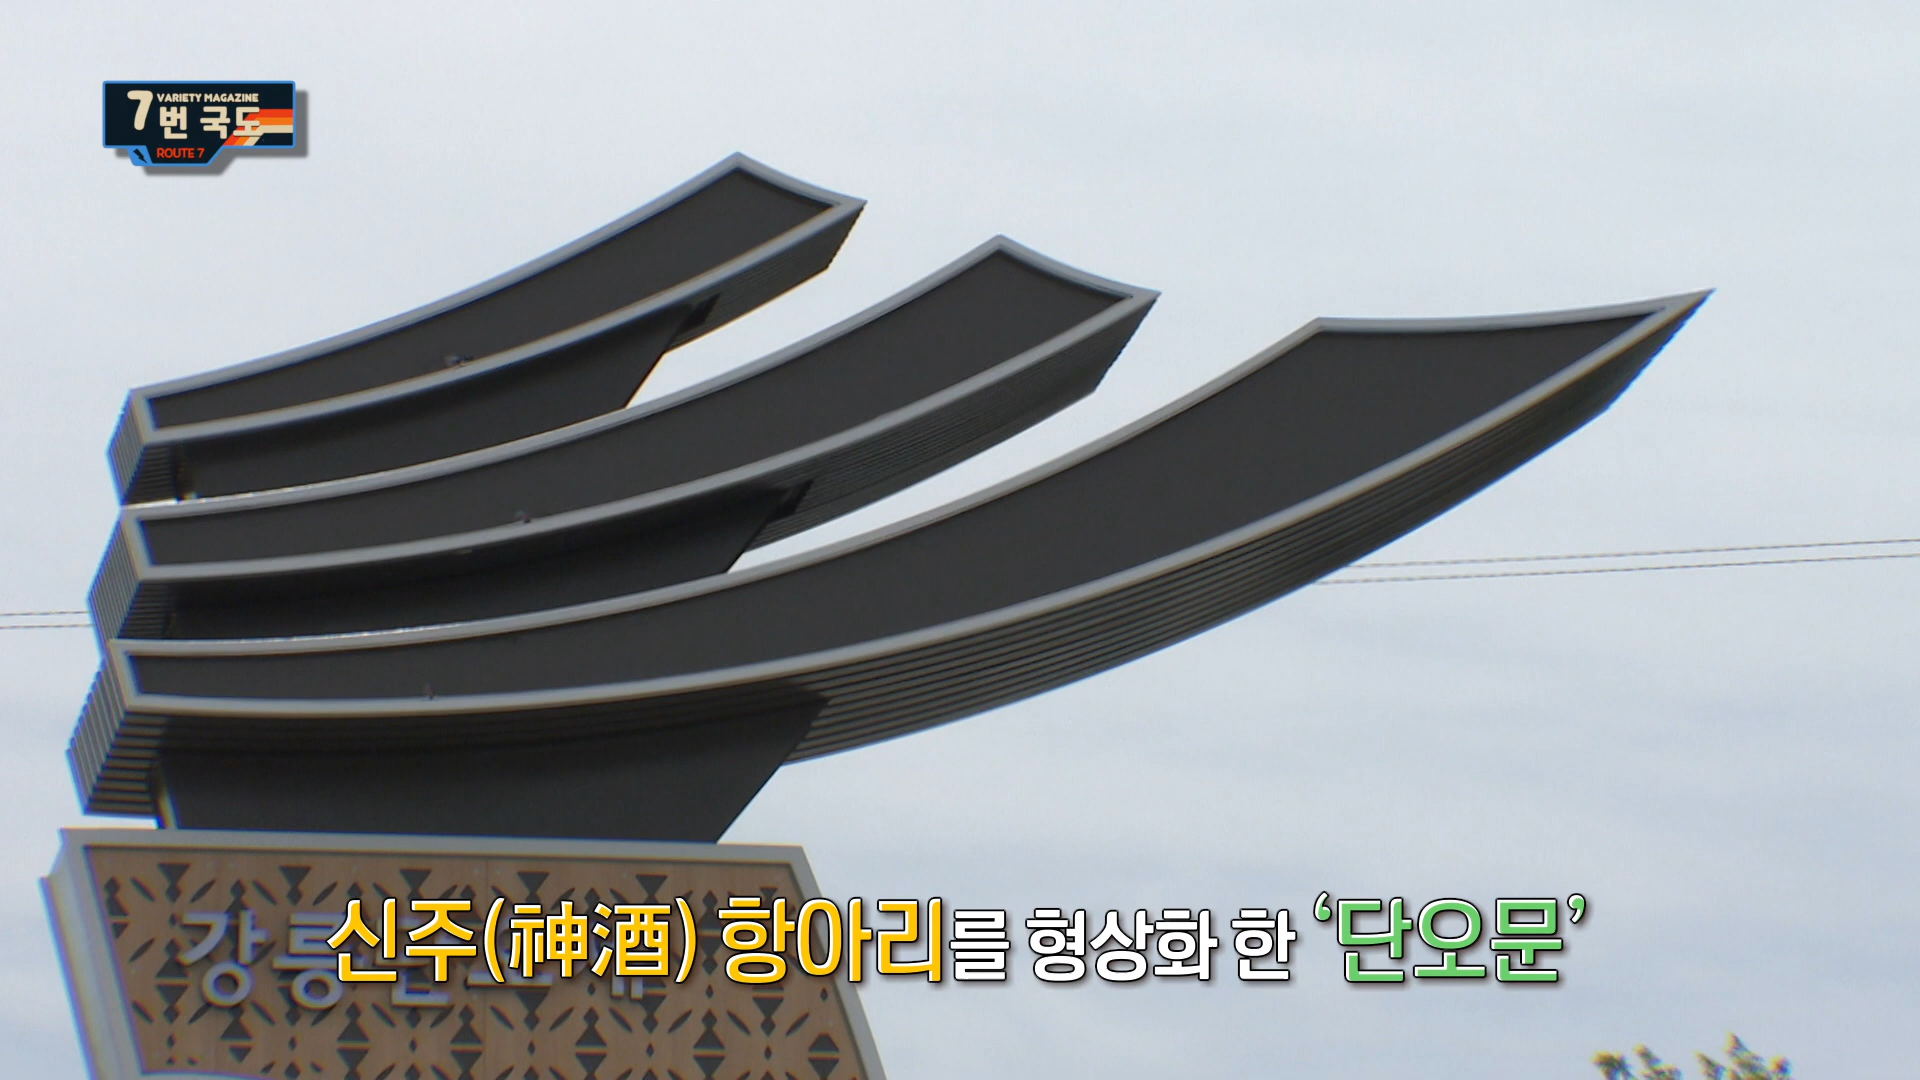 VARIETY MAGAZINE
7번 국도
ROUTE 7
강릉
신주(神酒) 항아리를 형상화 한 ‘단오문’